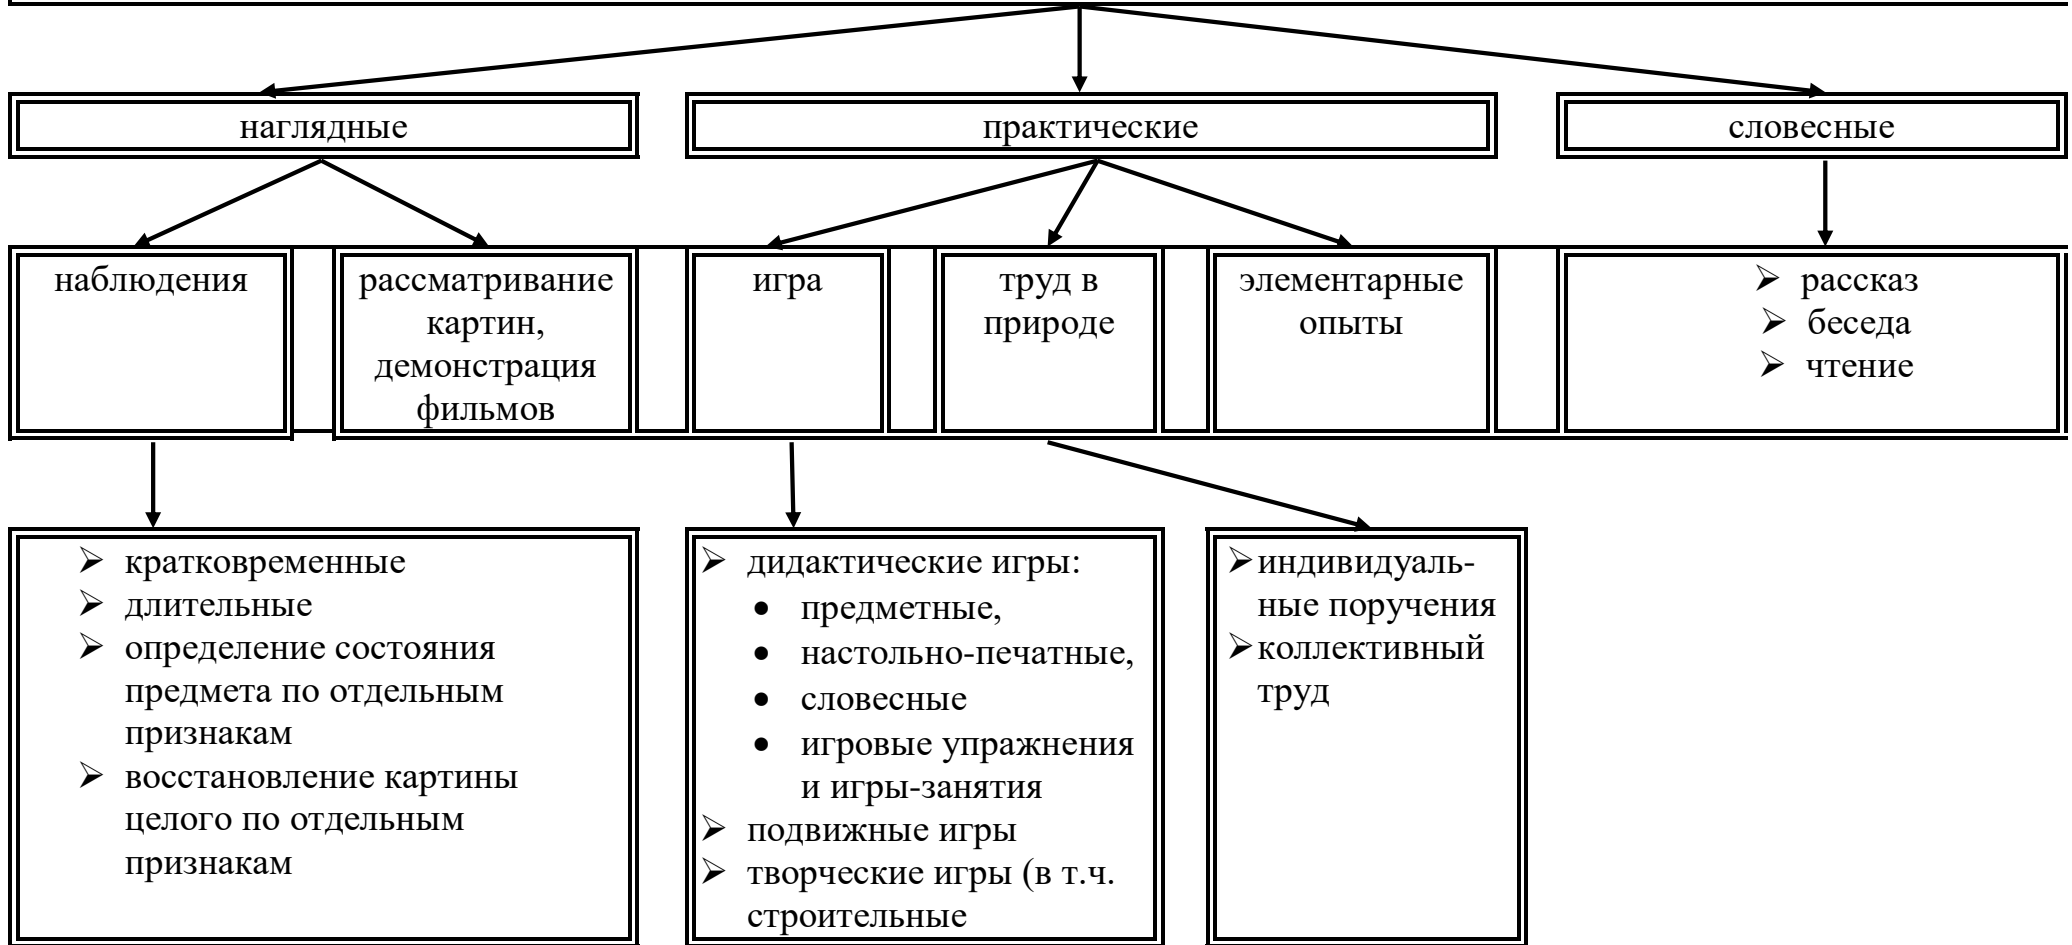 наглядные
практические
словесные
наблюдения
рассматривание
картин,
демонстрация
фильмов
игра
труд в
природе
элементарные
опыты
➢ рассказ
➢ беседа
➢ чтение
➢ кратковременные
➢ длительные
➢ определение состояния
предмета по отдельным
признакам
➢ восстановление картины
целого по отдельным
признакам
➢ дидактические игры:
• предметные,
• настольно-печатные,
• словесные
• игровые упражнения
и игры-занятия
➢ подвижные игры
➢ творческие игры (в т.ч.
строительные
➢ индивидуаль-
ные поручения
➢ коллективный
труд